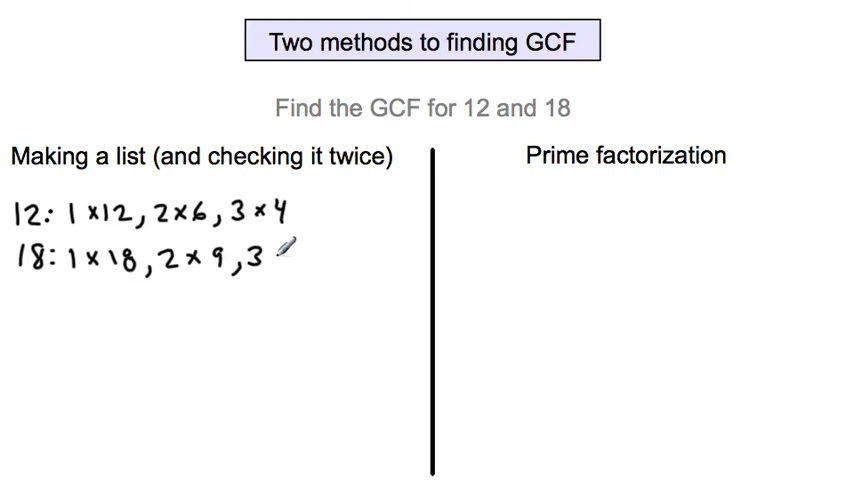 Two methods to finding GCF
Find the GCF for 12 and 18
Making a list (and checking it twice)
12: 1 × 12, 2 × 6, 3 × 4
18: 1 × 18, 2 × 9, 3
Prime factorization